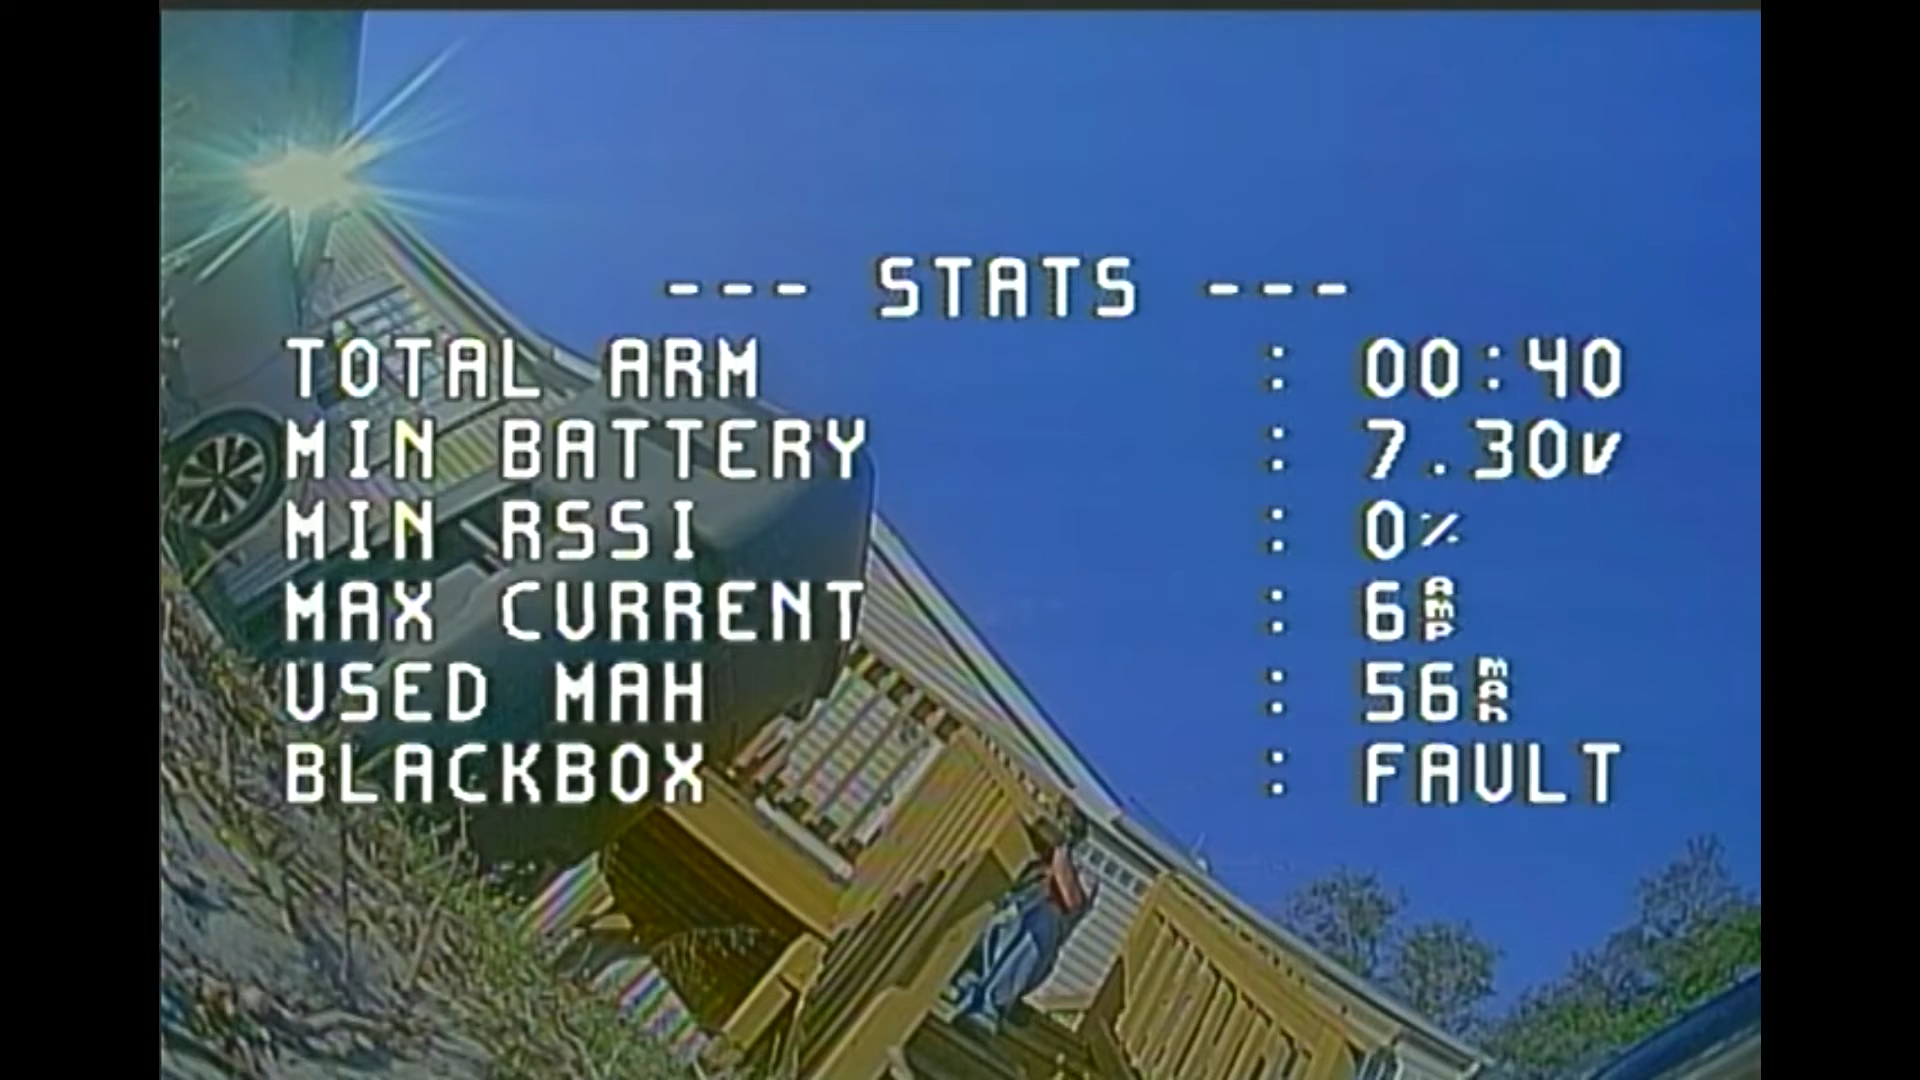 --- STATS ---
TOTAL ARM : 00:40
MIN BATTERY : 7.30V
MIN RSSI : 0%
MAX CURRENT : 6AMP
USED MAH : 56mAh
BLACKBOX : FAULT